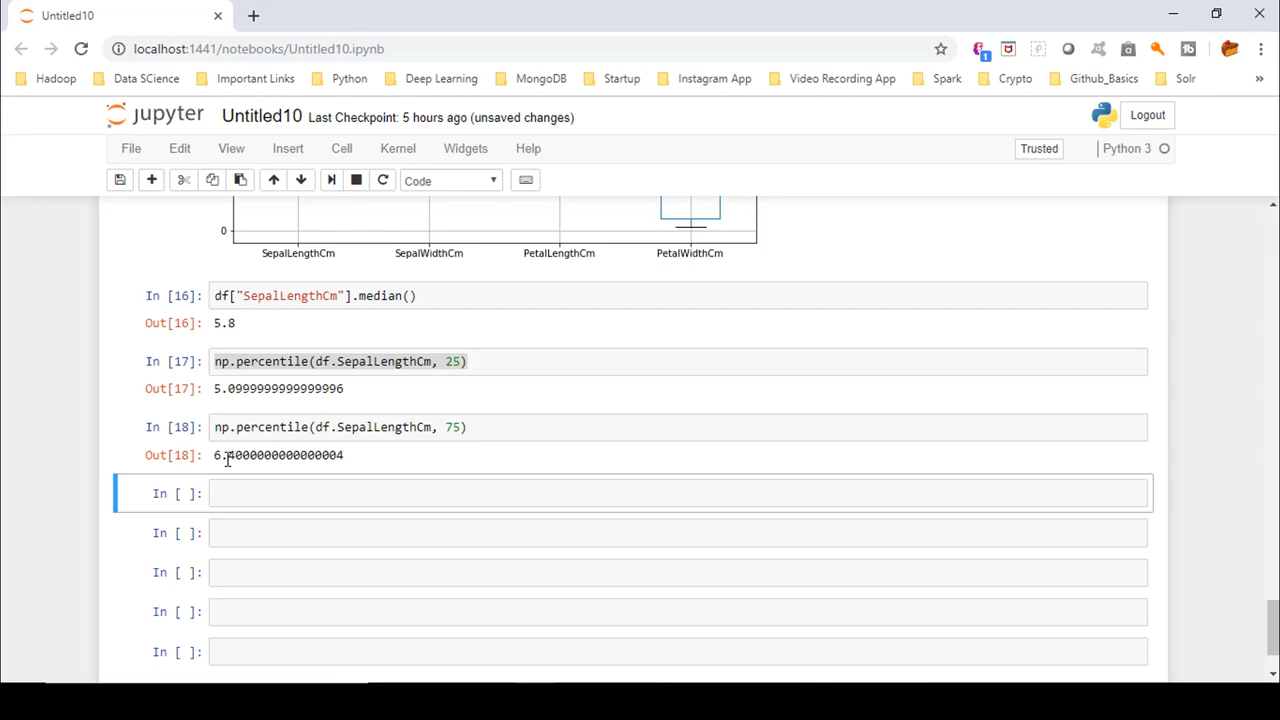 Untitled10
localhost:1441/notebooks/Untitled10.ipynb
1
Hadoop Data SCience Important Links Python Deep Learning MongoDB Startup Instagram App Video Recording App Spark Crypto Github_Basics Solr »
jupyter Untitled10 Last Checkpoint: 5 hours ago (unsaved changes) Logout
File Edit View Insert Cell Kernel Widgets Help Trusted Python 3
Code
0
SepalLengthCm SepalWidthCm PetalLengthCm PetalWidthCm
In [16]: df["SepalLengthCm"].median()
Out[16]: 5.8
In [17]: np.percentile(df.SepalLengthCm, 25)
Out[17]: 5.0999999999999996
In [18]: np.percentile(df.SepalLengthCm, 75)
Out[18]: 6.4000000000000004
In [ ]:
In [ ]:
In [ ]:
In [ ]:
In [ ]: